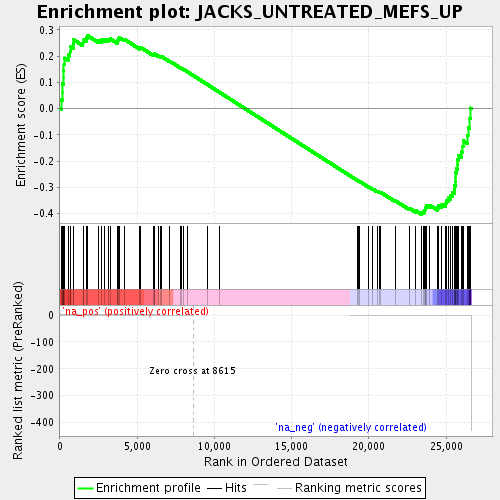 Enrichment plot: JACKS_UNTREATED_MEFS_UP
Enrichment score (ES)
0.3
0.2
0.1
0.0
-0.1
-0.2
-0.3
-0.4
'na_pos' (positively correlated)
Ranked list metric (PreRanked)
0
-100
-200
-300
-400
Zero cross at 8615
'na_neg' (negatively correlated)
0 5,000 10,000 15,000 20,000 25,000
Rank in Ordered Dataset
Enrichment profile Hits Ranking metric scores